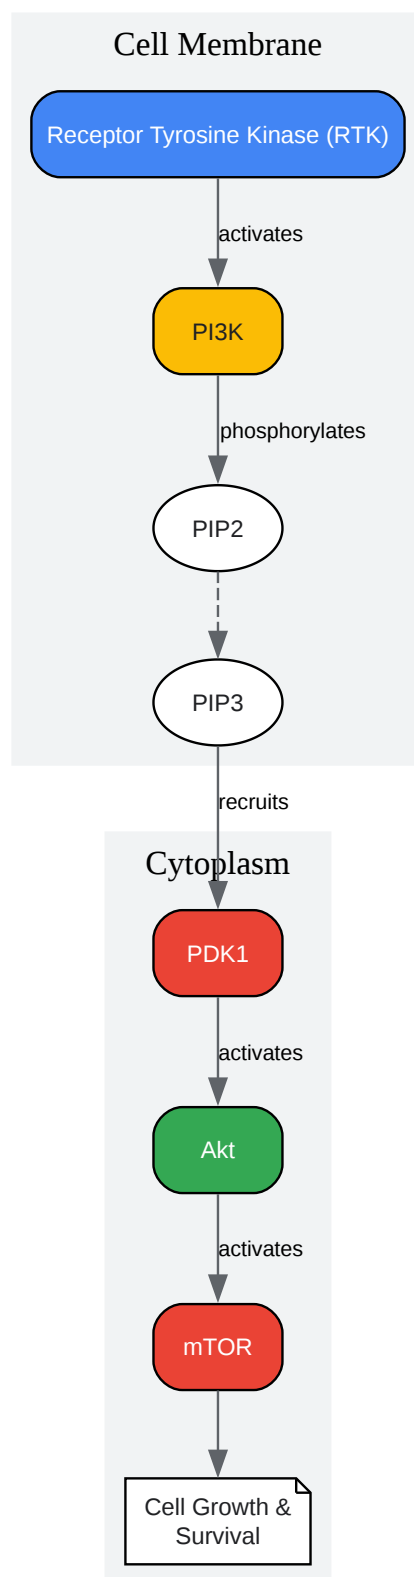 Cell Membrane
Receptor Tyrosine Kinase (RTK)
activates
PI3K
phosphorylates
PIP2
PIP3
recruits
Cytoplasm
PDK1
activates
Akt
activates
mTOR
Cell Growth &
Survival